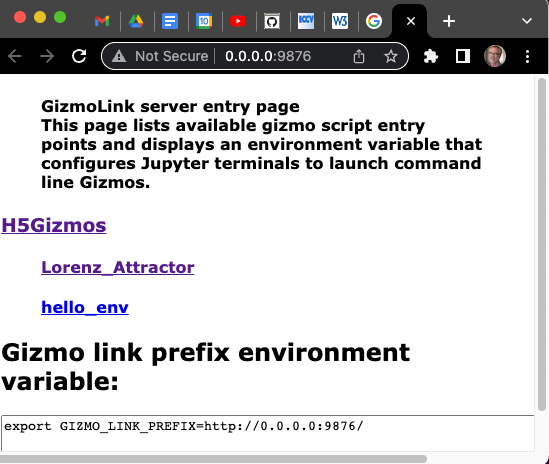 Not Secure | 0.0.0.0:9876
GizmoLink server entry page
This page lists available gizmo script entry
points and displays an environment variable that
configures Jupyter terminals to launch command
line Gizmos.
H5Gizmos
Lorenz_Attractor
hello_env
Gizmo link prefix environment
variable:
export GIZMO_LINK_PREFIX=http://0.0.0.0:9876/